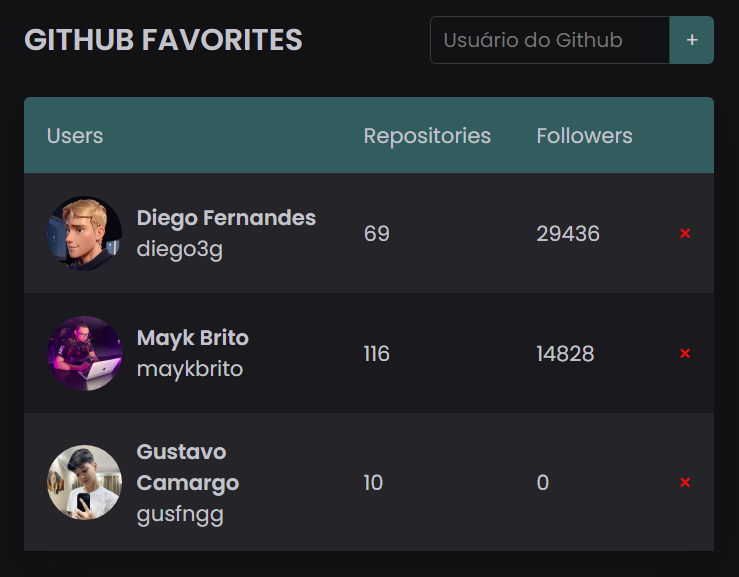 GITHUB FAVORITES
Usuário do Github +
Users Repositories Followers
Diego Fernandes
diego3g
69 29436 ×
Mayk Brito
maykbrito
116 14828 ×
Gustavo
Camargo
gusfngg
10 0 ×